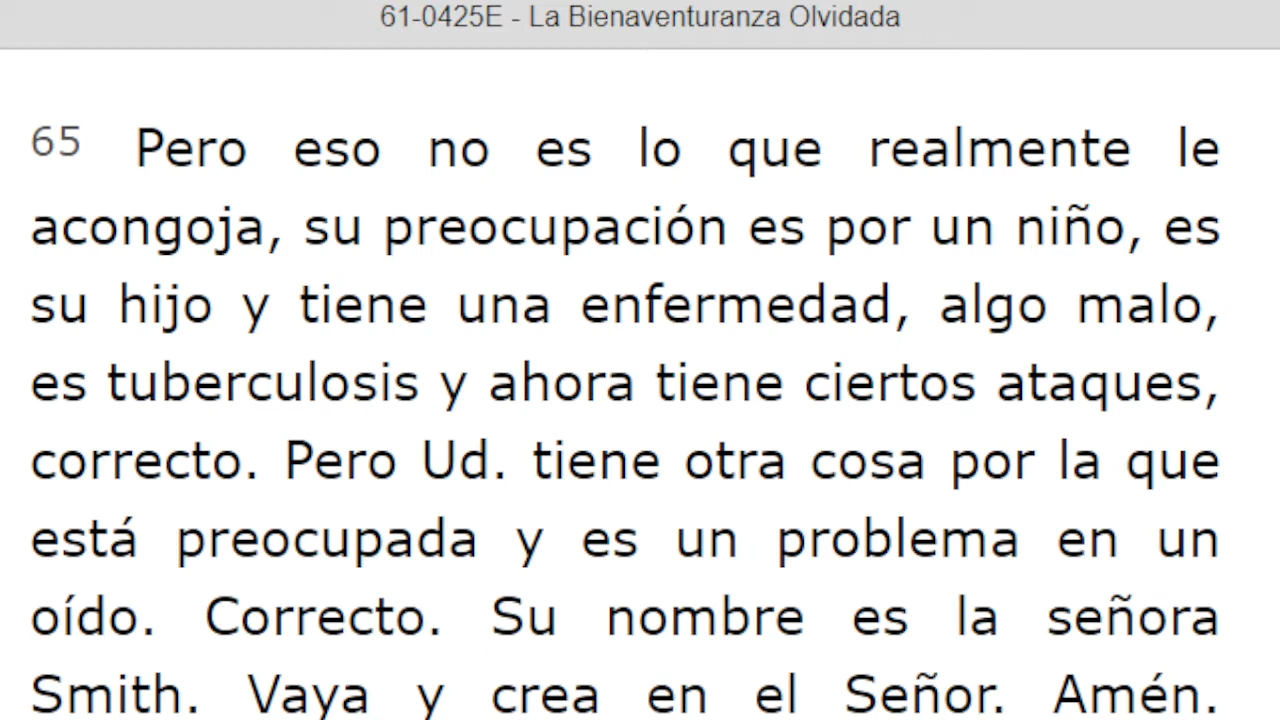 61-0425E - La Bienaventuranza Olvidada
65 Pero eso no es lo que realmente le
acongoja, su preocupación es por un niño, es
su hijo y tiene una enfermedad, algo malo,
es tuberculosis y ahora tiene ciertos ataques,
correcto. Pero Ud. tiene otra cosa por la que
está preocupada y es un problema en un
oído. Correcto. Su nombre es la señora
Smith. Vaya y crea en el Señor. Amén.